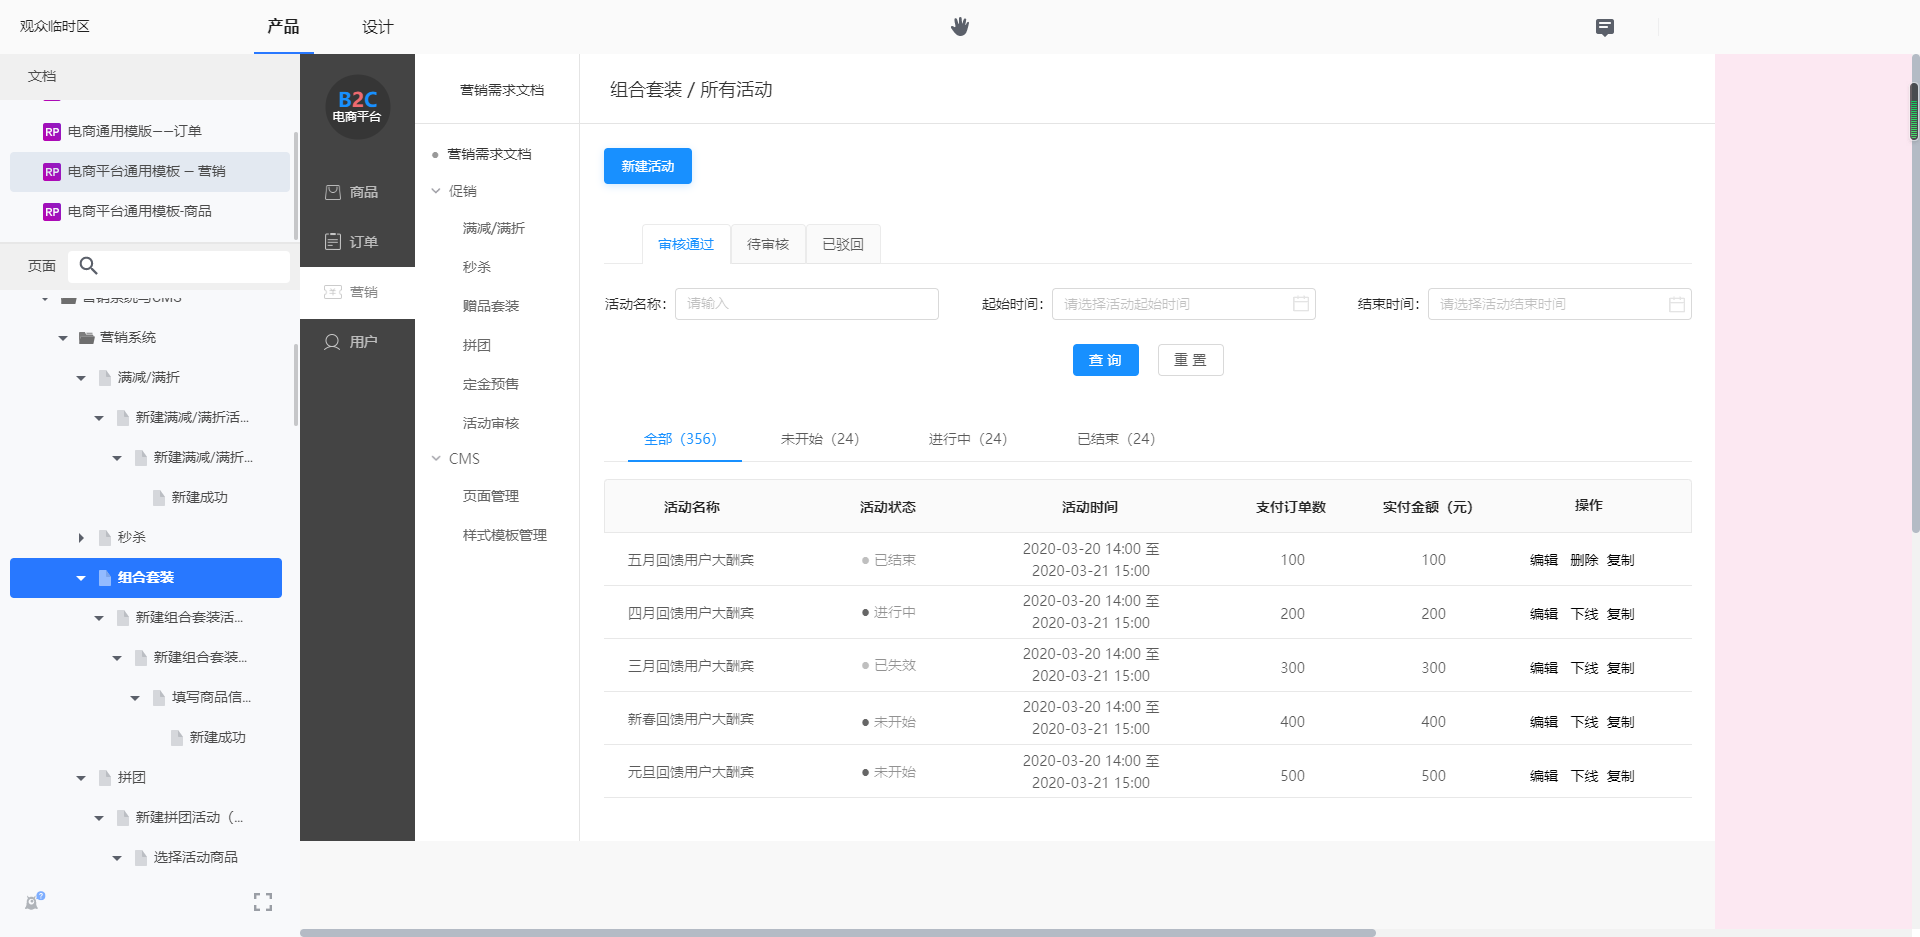 观众临时区
产品
设计
文档
RP 电商通用模版——订单
RP 电商平台通用模板 – 营销
RP 电商平台通用模板-商品
页面
营销系统与CMS
营销系统
满减/满折
新建满减/满折活...
新建满减/满折...
新建成功
秒杀
组合套装
新建组合套装活...
新建组合套装...
填写商品信...
新建成功
拼团
新建拼团活动（...
选择活动商品
B2C
电商平台
商品
订单
营销
用户
营销需求文档
营销需求文档
促销
满减/满折
秒杀
赠品套装
拼团
定金预售
活动审核
CMS
页面管理
样式模板管理
组合套装 / 所有活动
新建活动
审核通过 待审核 已驳回
活动名称: 请输入 起始时间: 请选择活动起始时间 结束时间: 请选择活动结束时间
查 询 重 置
全部（356） 未开始（24） 进行中（24） 已结束（24）
活动名称 活动状态 活动时间 支付订单数 实付金额（元） 操作
五月回馈用户大酬宾 已结束 2020-03-20 14:00 至 100 100 编辑 删除 复制
2020-03-21 15:00
四月回馈用户大酬宾 进行中 2020-03-20 14:00 至 200 200 编辑 下线 复制
2020-03-21 15:00
三月回馈用户大酬宾 已失效 2020-03-20 14:00 至 300 300 编辑 下线 复制
2020-03-21 15:00
新春回馈用户大酬宾 未开始 2020-03-20 14:00 至 400 400 编辑 下线 复制
2020-03-21 15:00
元旦回馈用户大酬宾 未开始 2020-03-20 14:00 至 500 500 编辑 下线 复制
2020-03-21 15:00